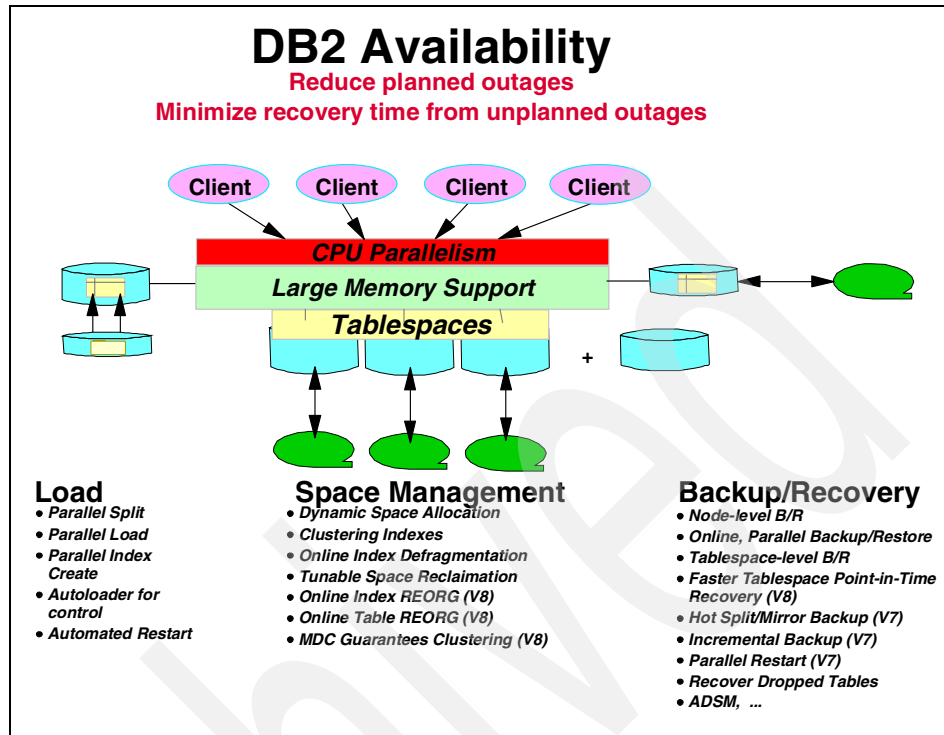 DB2 Availability
Reduce planned outages
Minimize recovery time from unplanned outages
Client Client Client Client
CPU Parallelism
Large Memory Support
Tablespaces
+
Load
• Parallel Split
• Parallel Load
• Parallel Index
Create
• Autoloader for
control
• Automated Restart
Space Management
• Dynamic Space Allocation
• Clustering Indexes
• Online Index Defragmentation
• Tunable Space Reclaimation
• Online Index REORG (V8)
• Online Table REORG (V8)
• MDC Guarantees Clustering (V8)
Backup/Recovery
• Node-level B/R
• Online, Parallel Backup/Restore
• Tablespace-level B/R
• Faster Tablespace Point-in-Time
Recovery (V8)
• Hot Split/Mirror Backup (V7)
• Incremental Backup (V7)
• Parallel Restart (V7)
• Recover Dropped Tables
• ADSM, ...
hived